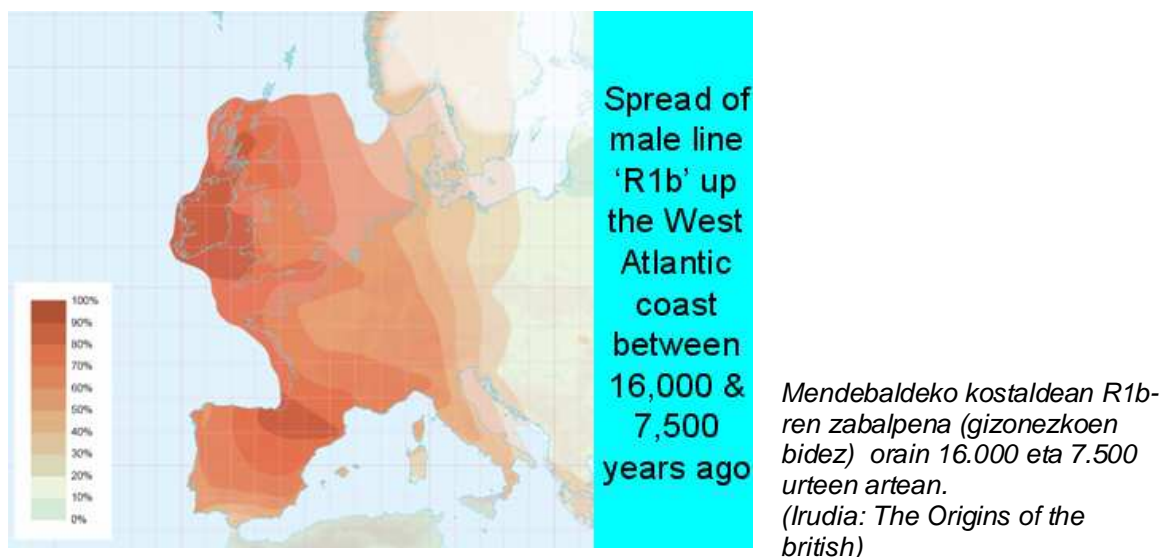 100%
90%
80%
70%
60%
50%
40%
30%
20%
10%
0%
Spread of
male line
‘R1b’ up
the West
Atlantic
coast
between
16,000 &
7,500
years ago
Mendebaldeko kostaldean R1b-
ren zabalpena (gizonezkoen
bidez) orain 16.000 eta 7.500
urteen artean.
(Irudia: The Origins of the
british)